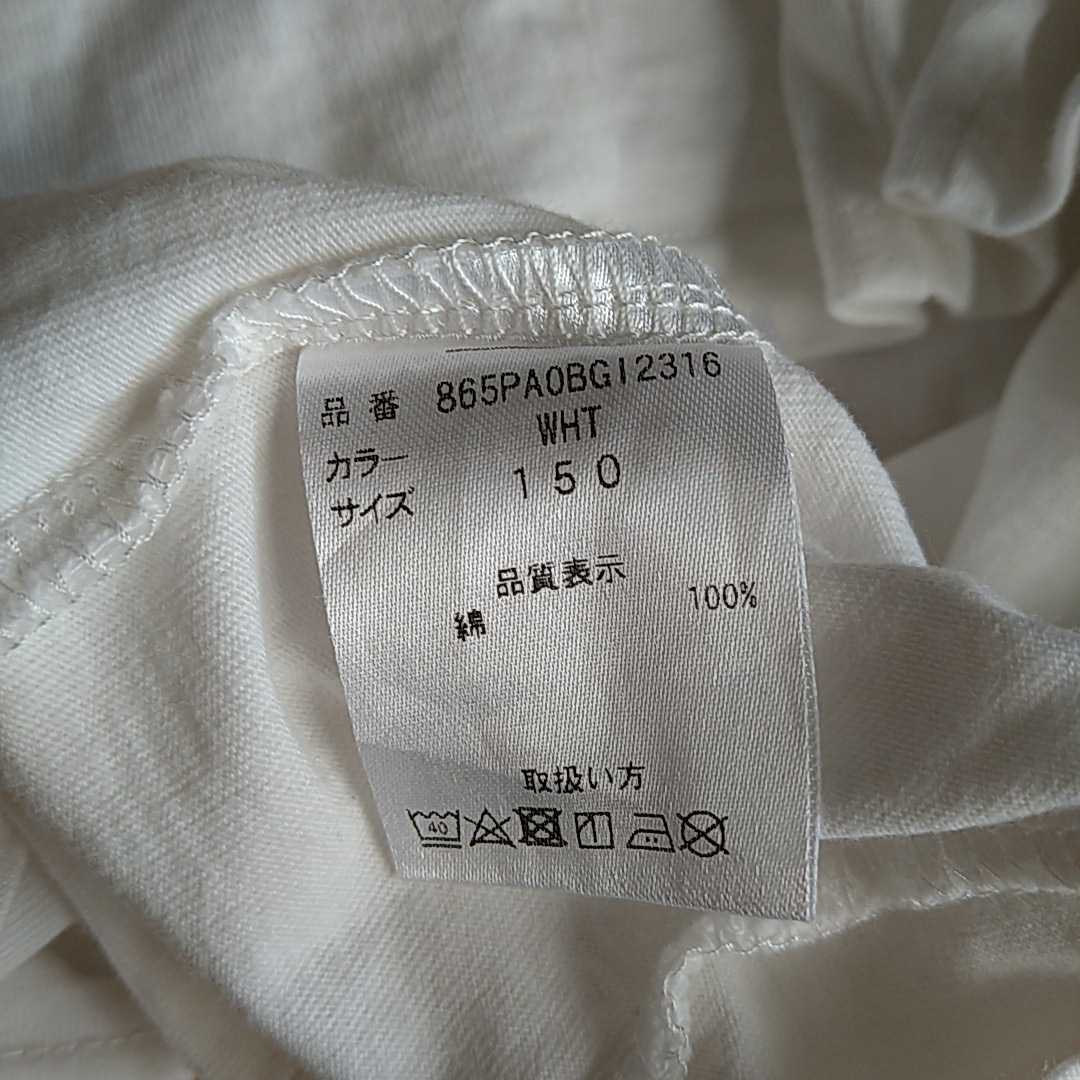 品番 865PA0BGI2316
カラー WHT
サイズ 150
品質表示
綿 100%
取扱い方
40